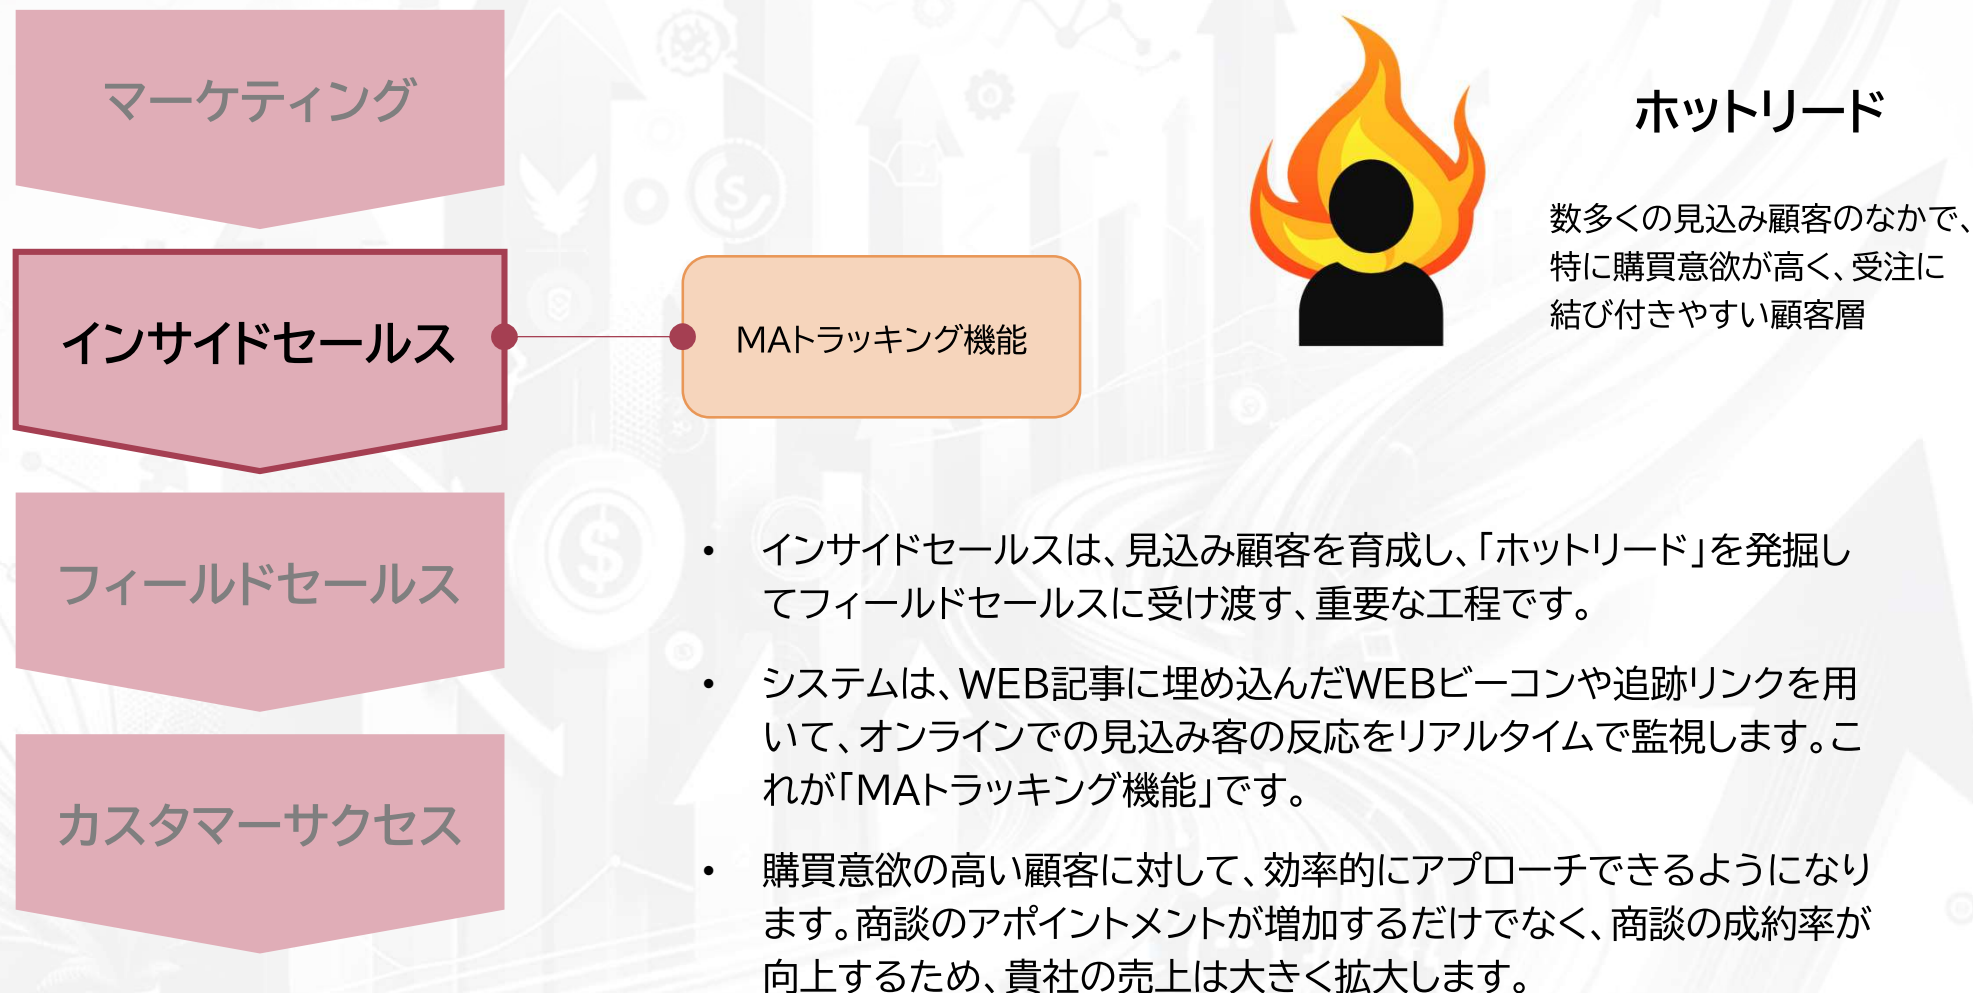 マーケティング
インサイドセールス
フィールドセールス
カスタマーサクセス
MAトラッキング機能
ホットリード
数多くの見込み顧客のなかで、
特に購買意欲が高く、受注に
結び付きやすい顧客層
• インサイドセールスは、見込み顧客を育成し、「ホットリード」を発掘し
てフィールドセールスに受け渡す、重要な工程です。
• システムは、WEB記事に埋め込んだWEBビーコンや追跡リンクを用
いて、オンラインでの見込み客の反応をリアルタイムで監視します。こ
れが「MAトラッキング機能」です。
• 購買意欲の高い顧客に対して、効率的にアプローチできるようになり
ます。商談のアポイントメントが増加するだけでなく、商談の成約率が
向上するため、貴社の売上は大きく拡大します。